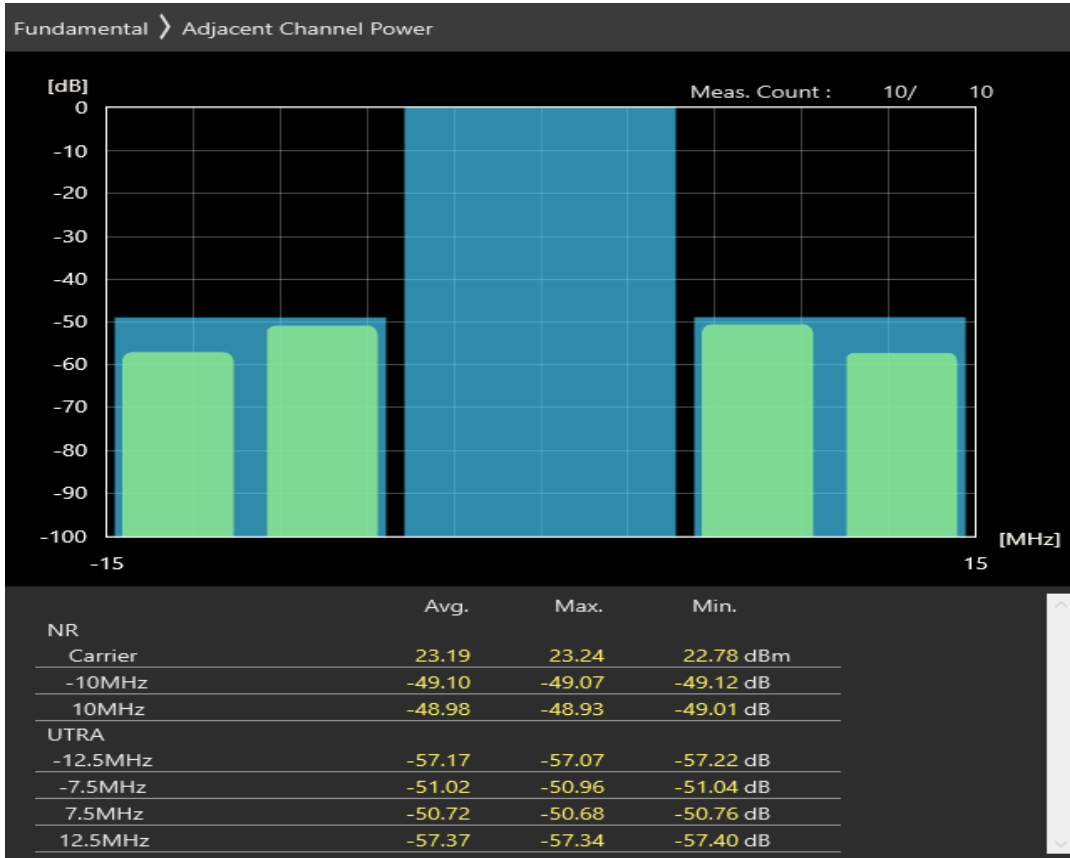 Fundamental ❯ Adjacent Channel Power
[dB]
Meas. Count : 10/ 10
0
-10
-20
-30
-40
-50
-60
-70
-80
-90
-100
[MHz]
-15 15
Avg. Max. Min.
NR
Carrier 23.19 23.24 22.78 dBm
-10MHz -49.10 -49.07 -49.12 dB
10MHz -48.98 -48.93 -49.01 dB
UTRA
-12.5MHz -57.17 -57.07 -57.22 dB
-7.5MHz -51.02 -50.96 -51.04 dB
7.5MHz -50.72 -50.68 -50.76 dB
12.5MHz -57.37 -57.34 -57.40 dB